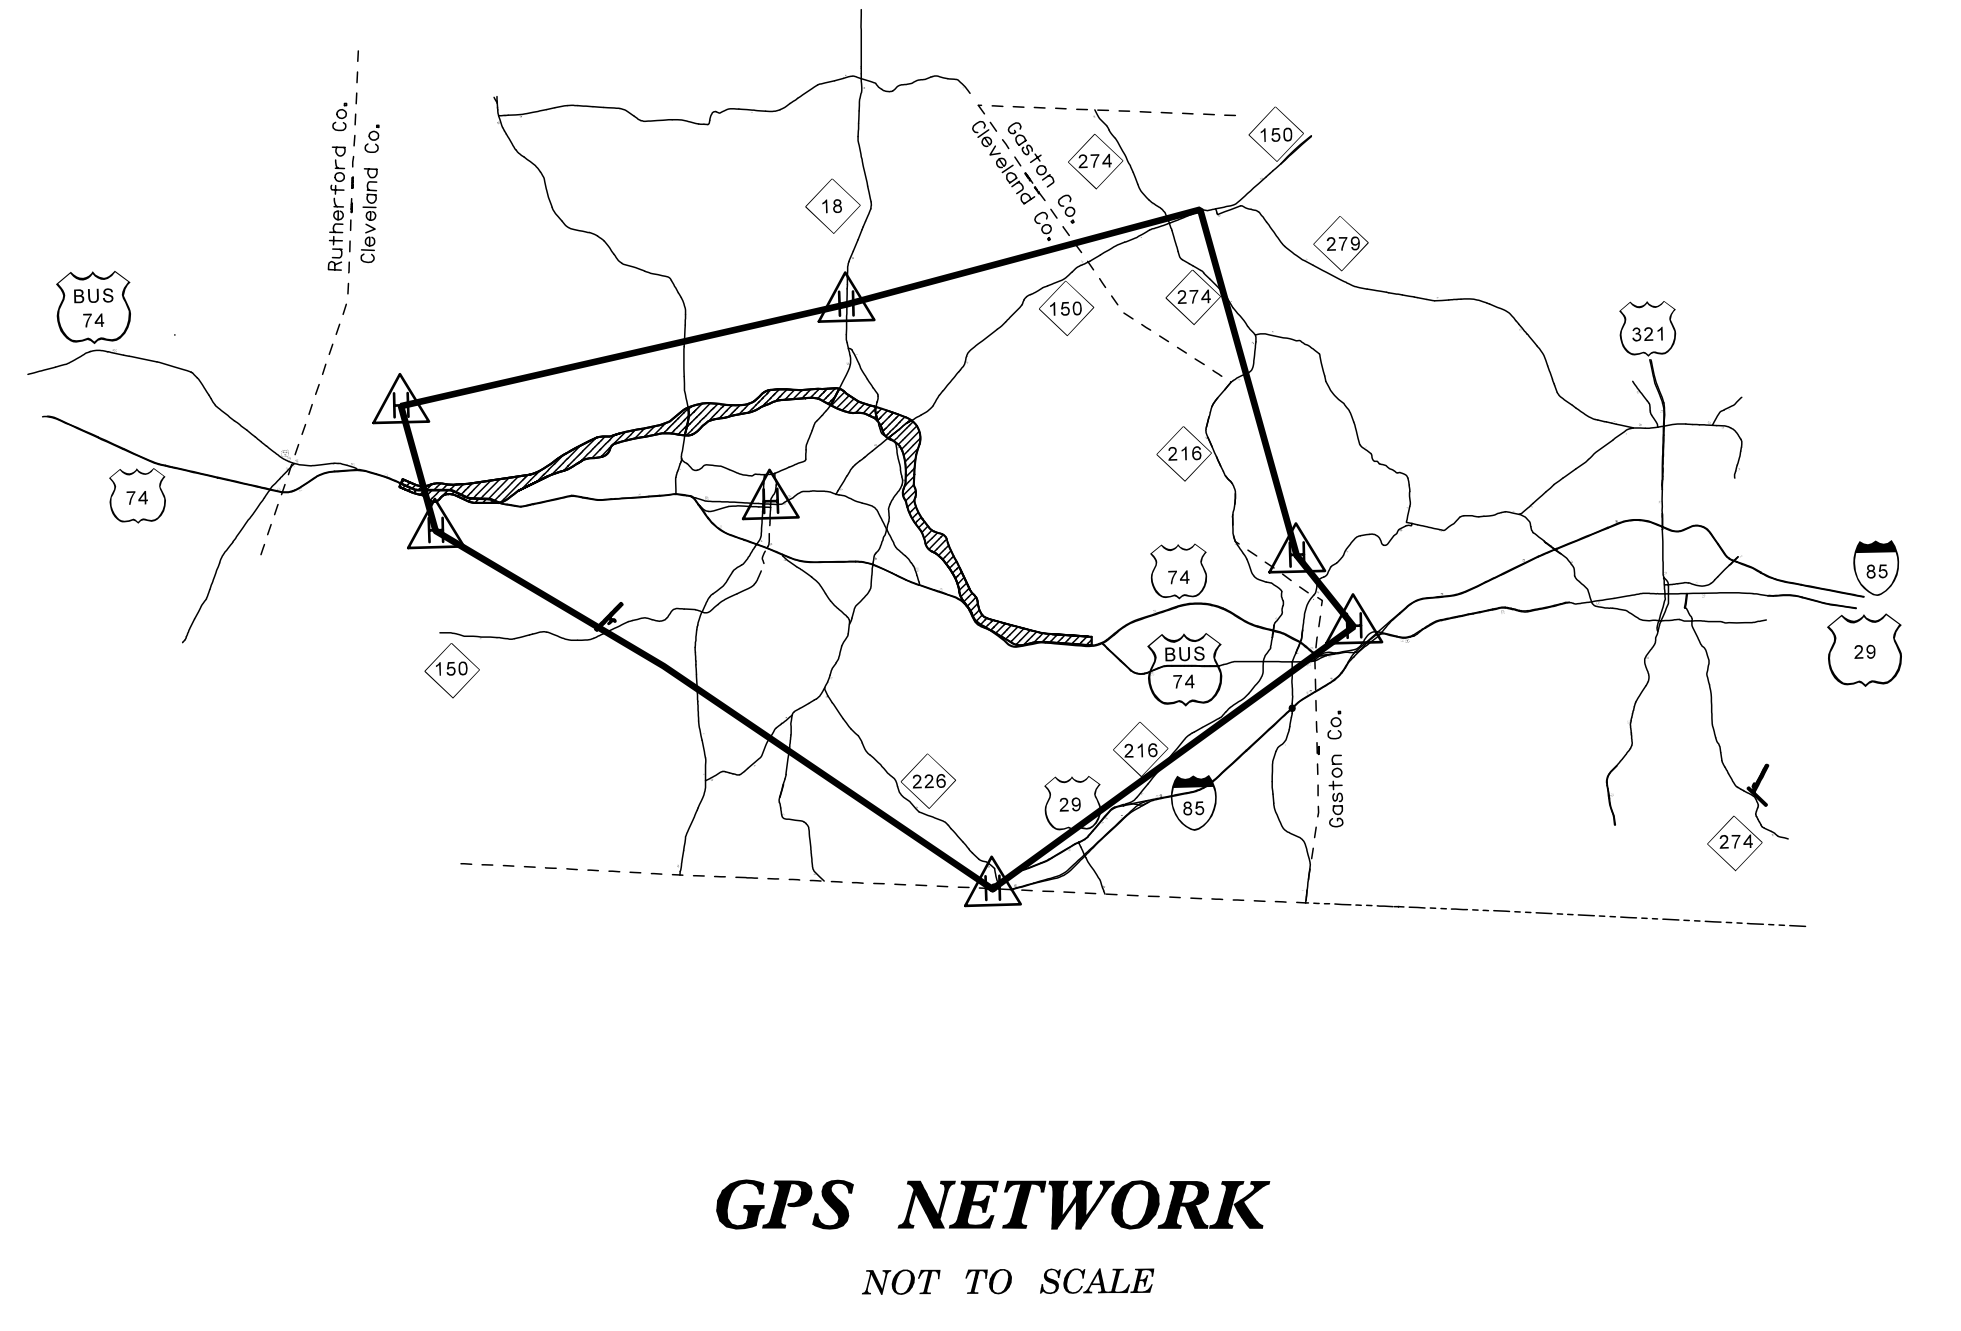 150
Rutherford Co.
Cleveland Co.
Gaston Co.
Cleveland Co.
274
18
279
BUS
74
274
150
321
216
74
74
85
BUS
74
29
150
216
Gaston Co.
226
29
85
274
H
H
H
H
H
H
H
GPS NETWORK
NOT TO SCALE